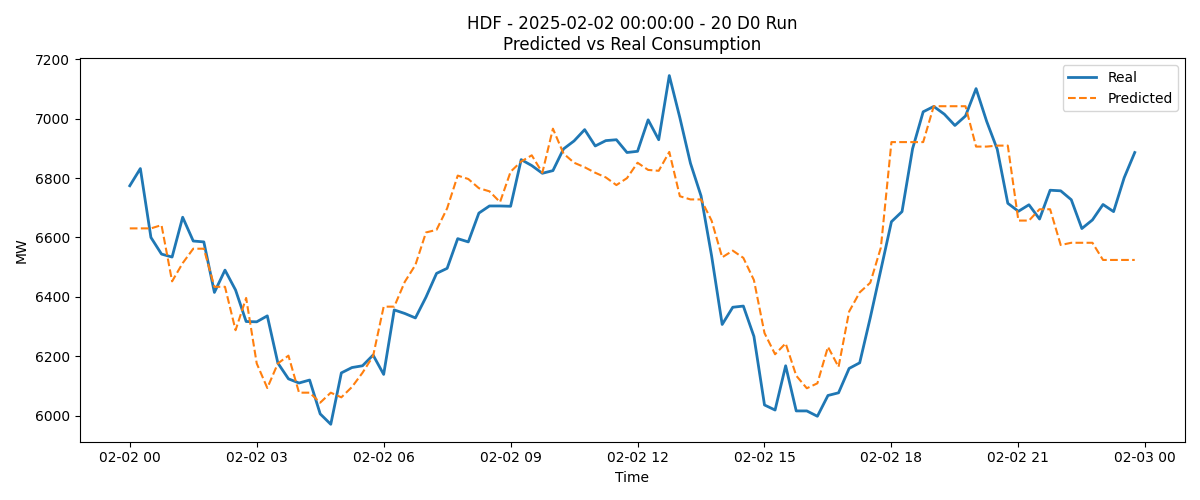 HDF - 2025-02-02 00:00:00 - 20 D0 Run
Predicted vs Real Consumption
Real
Predicted
MW
7200
7000
6800
6600
6400
6200
6000
02-02 00
02-02 03
02-02 06
02-02 09
02-02 12
02-02 15
02-02 18
02-02 21
02-03 00
Time